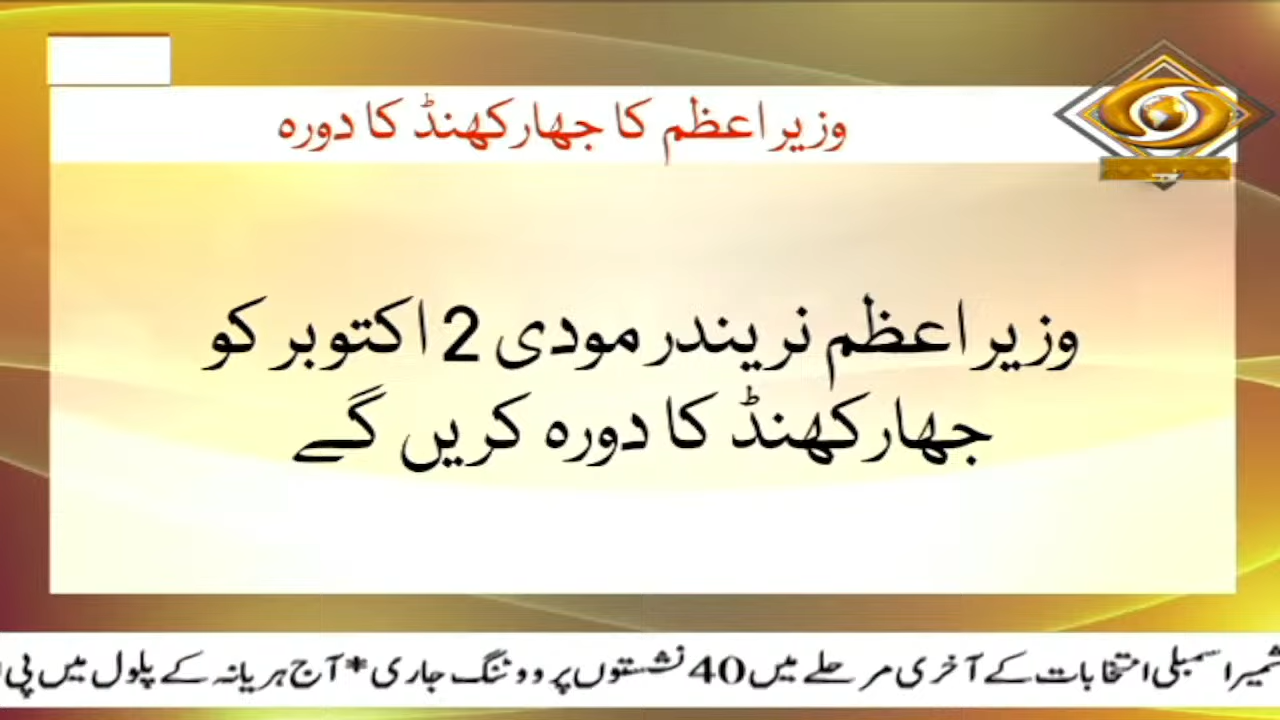 وزیراعظم کا جھارکھنڈ کا دورہ
وزیراعظم نریندر مودی 2 اکتوبر کو
جھارکھنڈ کا دورہ کریں گے
اسمبلی انتخابات کے آخری مرحلے میں 40 نشستوں پر ووٹنگ جاری * آج ہریانہ کے پلول میں پی